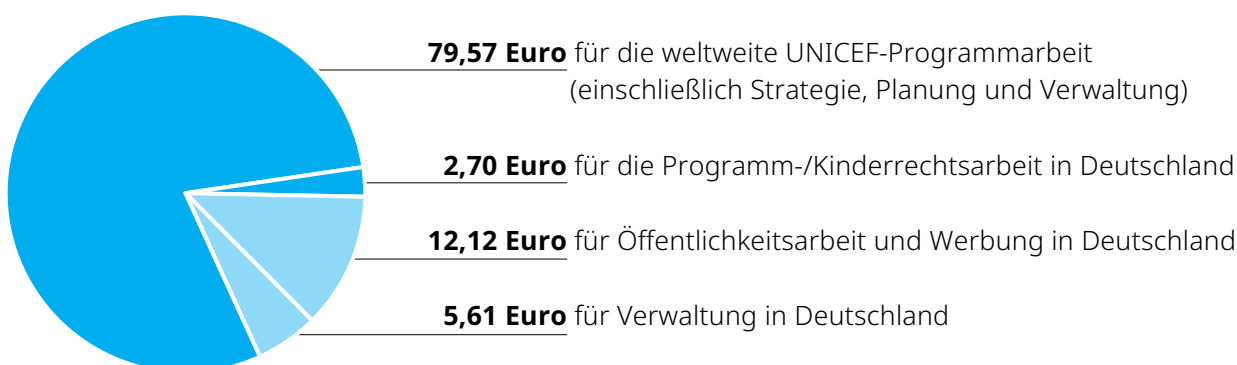 79,57 Euro für die weltweite UNICEF-Programmarbeit
(einschließlich Strategie, Planung und Verwaltung)
2,70 Euro für die Programm-/Kinderrechtsarbeit in Deutschland
12,12 Euro für Öffentlichkeitsarbeit und Werbung in Deutschland
5,61 Euro für Verwaltung in Deutschland